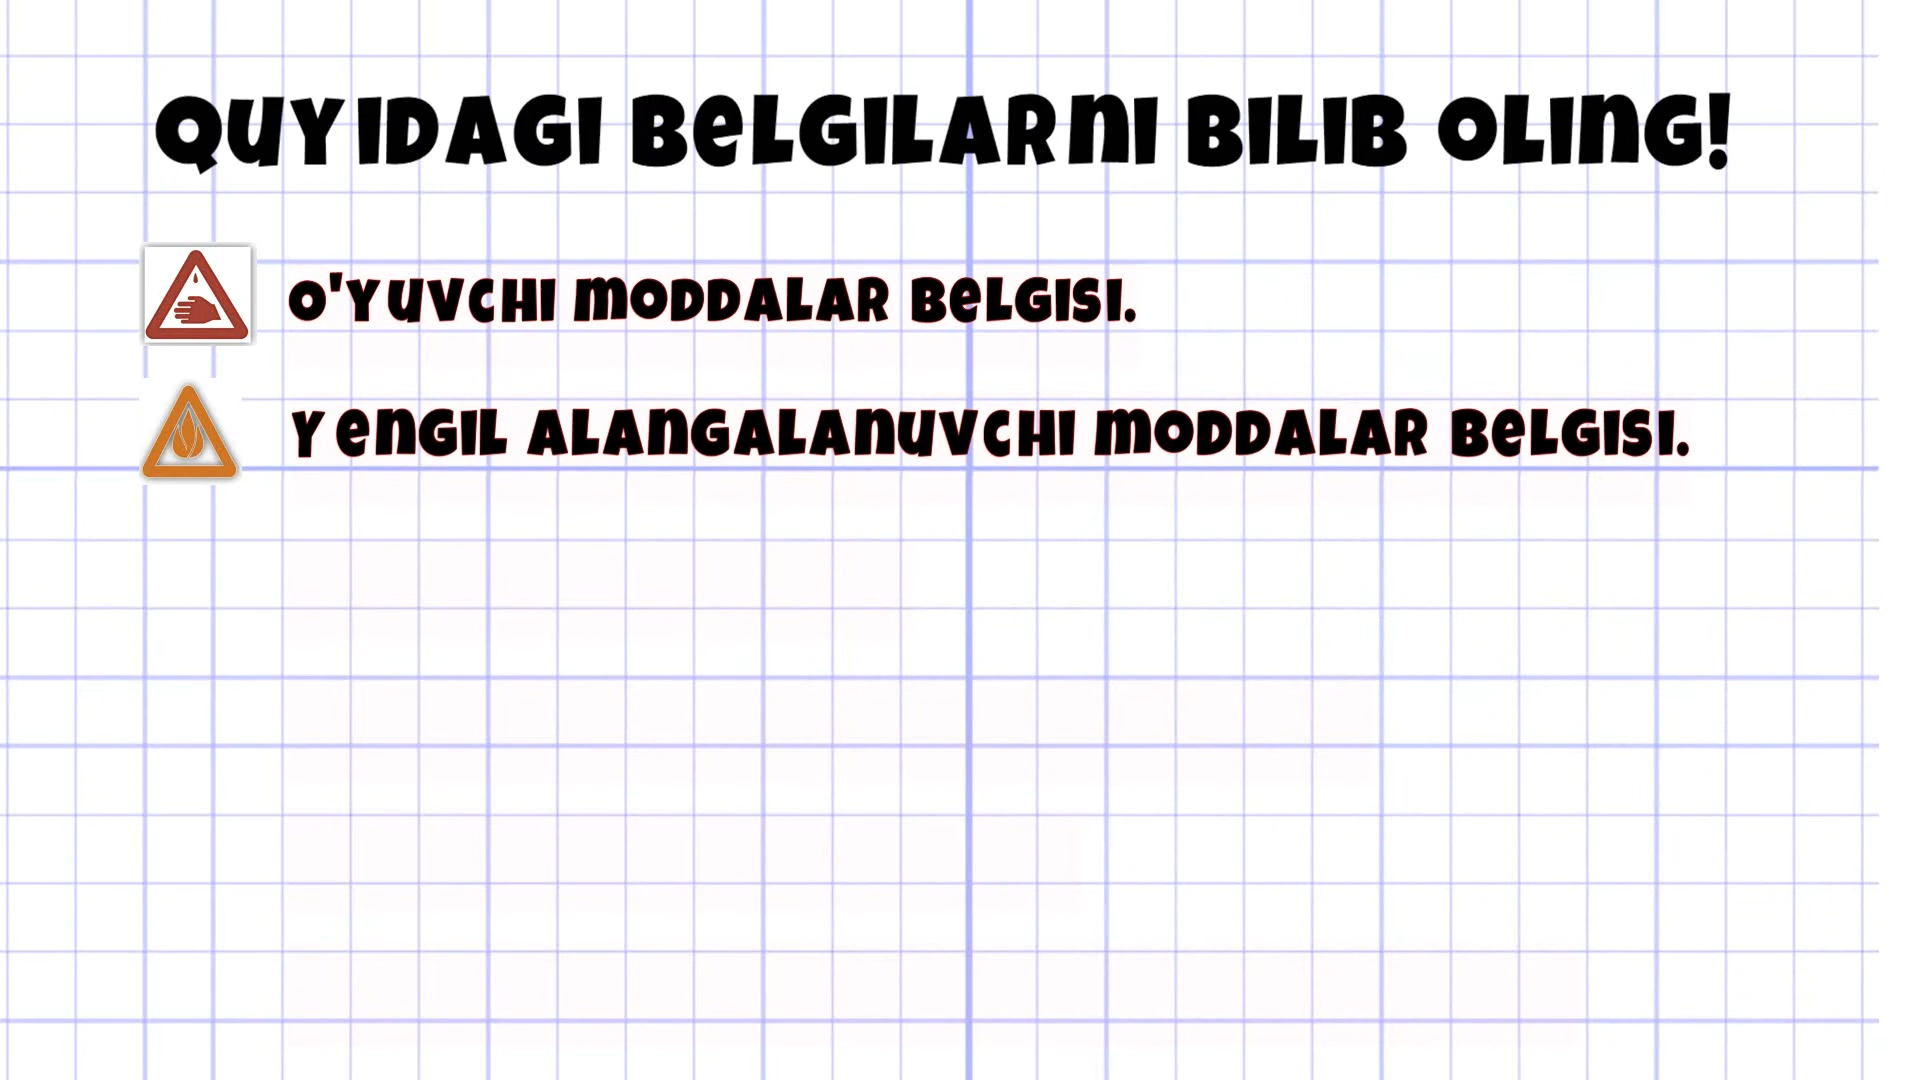 Quyidagi belgilarni bilib oling!
O'yuvchi moddalar belgisi.
Yengil alangalanuvchi moddalar belgisi.